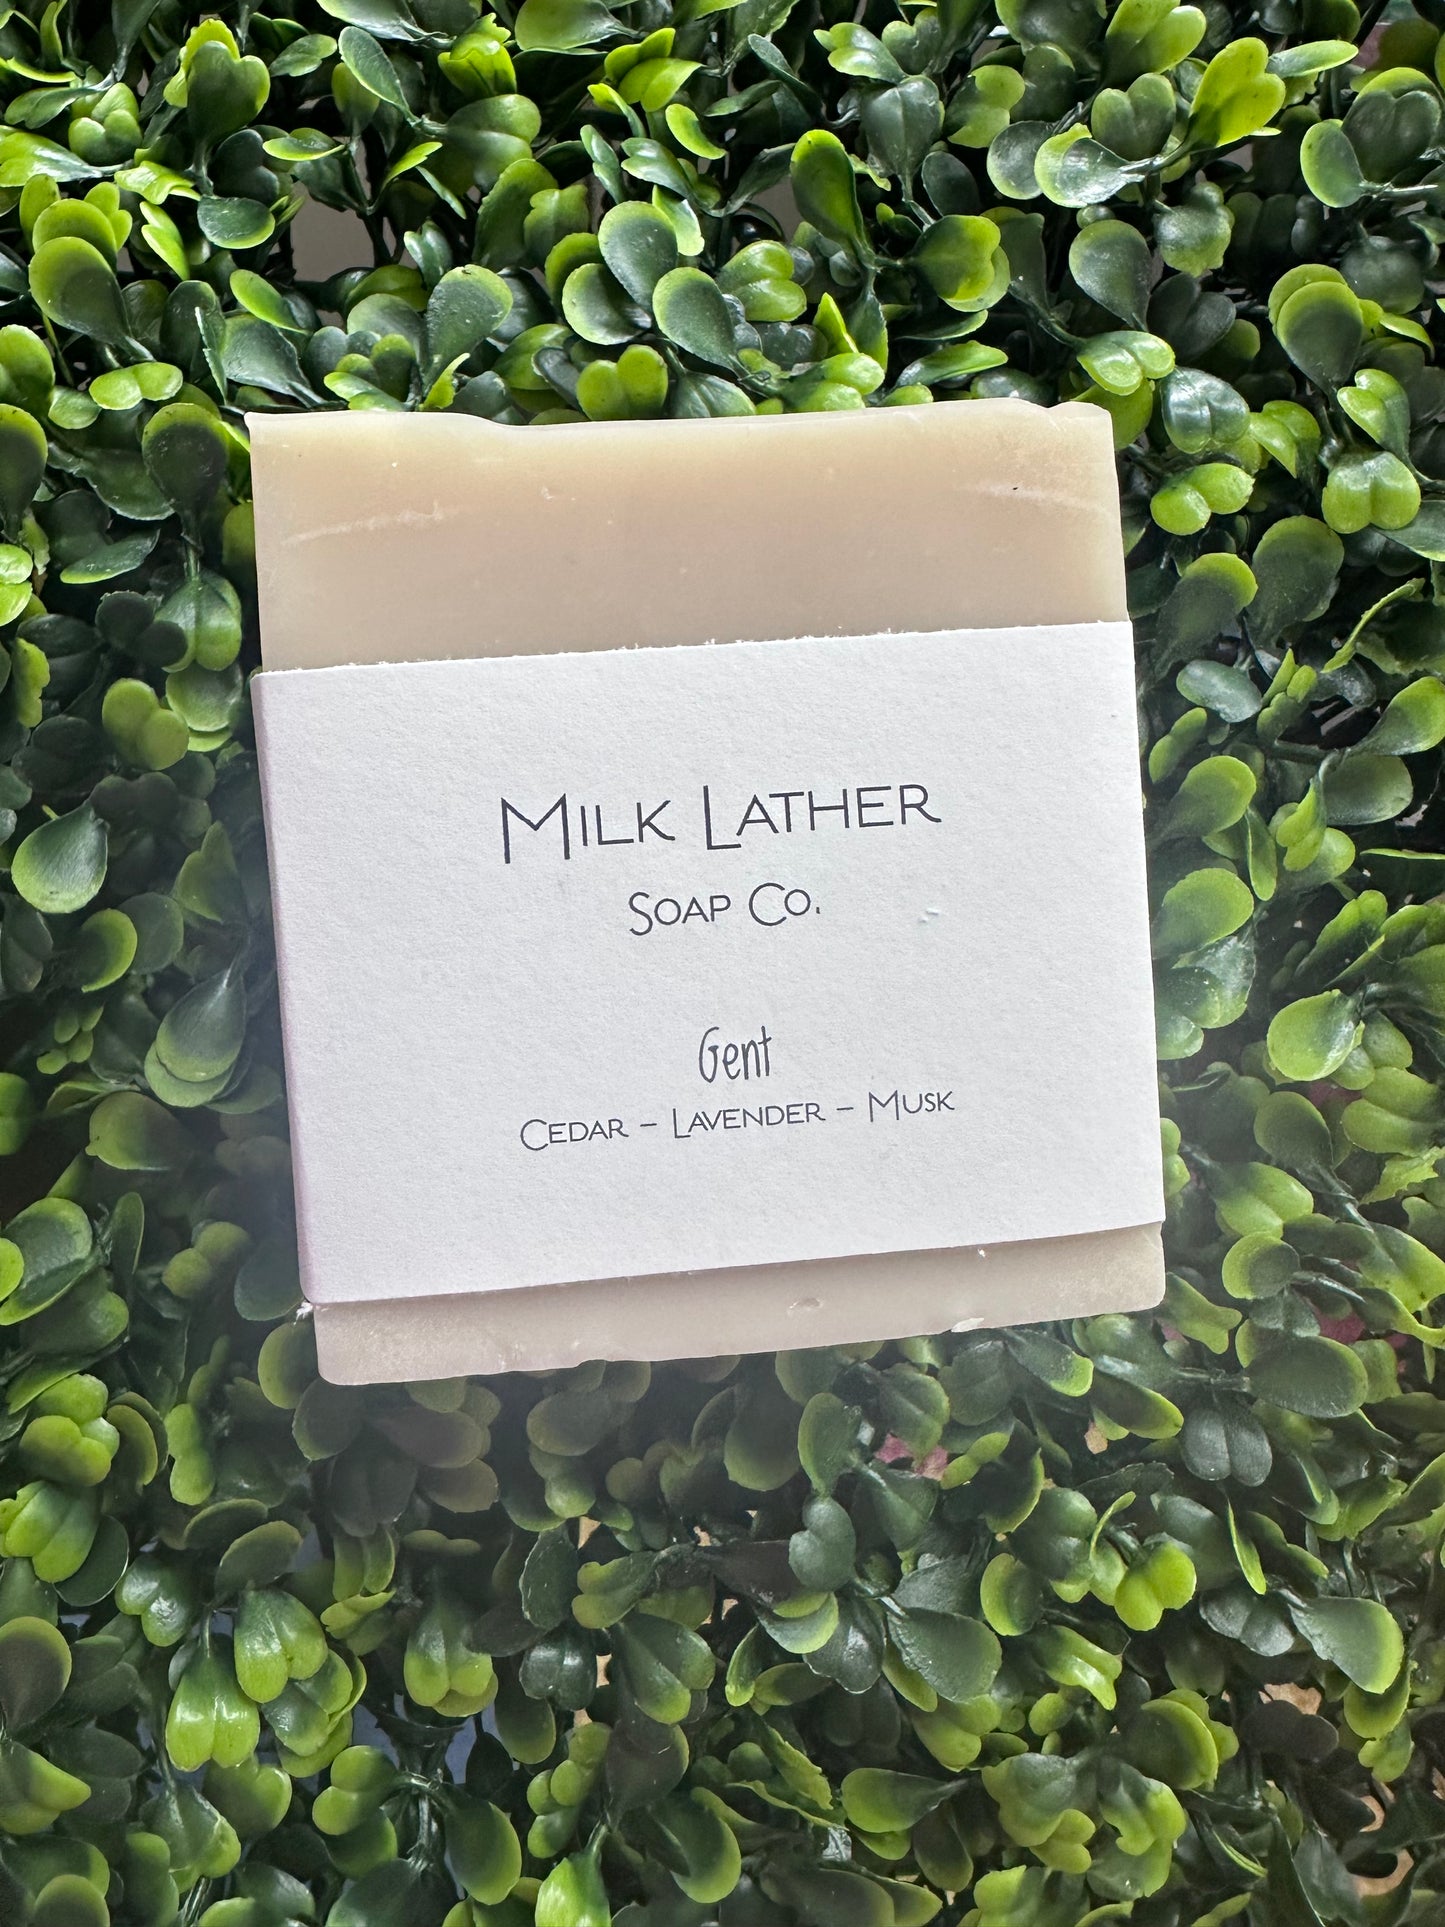 Milk Lather
Soap Co.
Gent
Cedar – Lavender – Musk